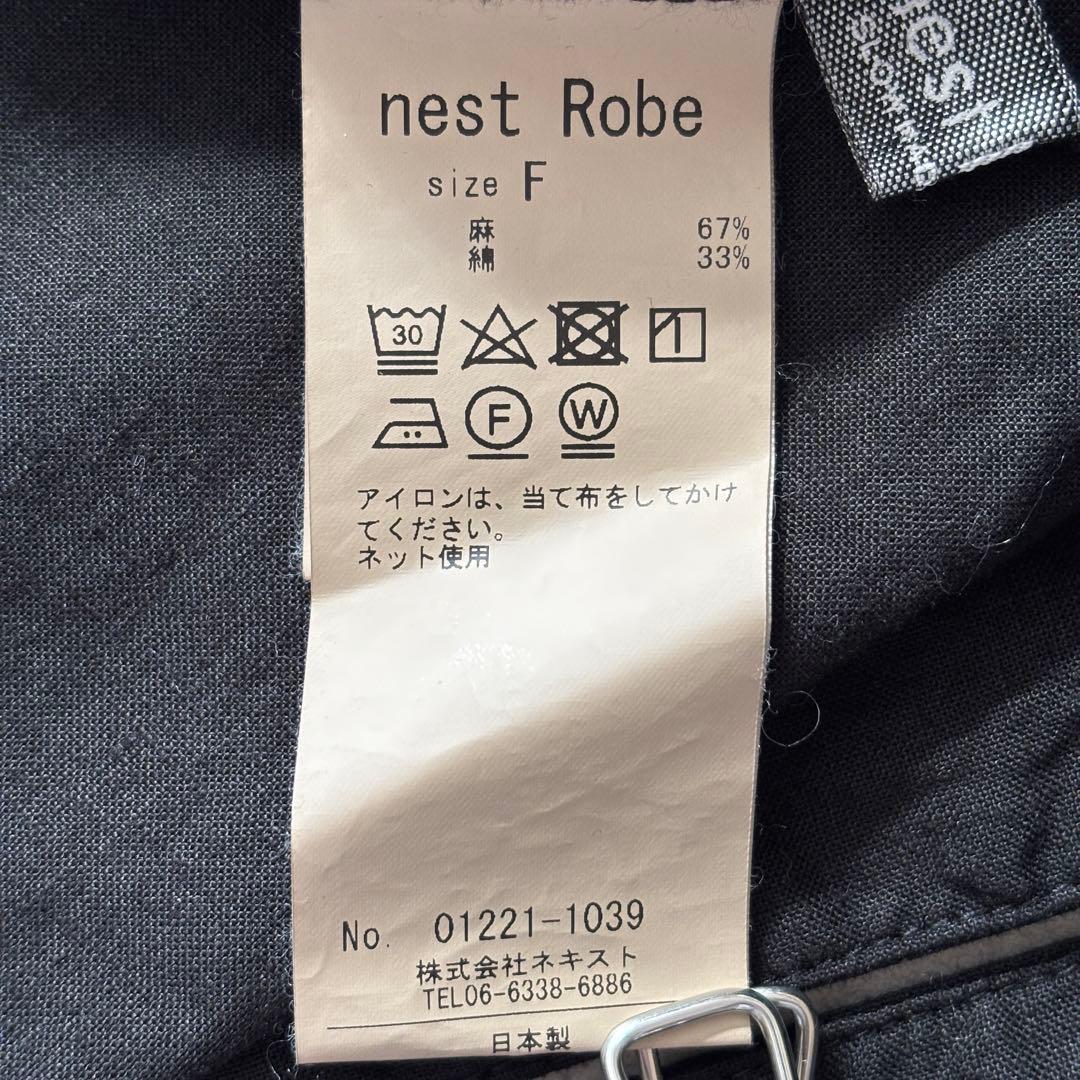 nest Robe
size F
麻 67%
綿 33%
30
1
F W
アイロンは、当て布をしてかけ
てください。
ネット使用
No. 01221-1039
株式会社ネキスト
TEL06-6338-6886
日本製